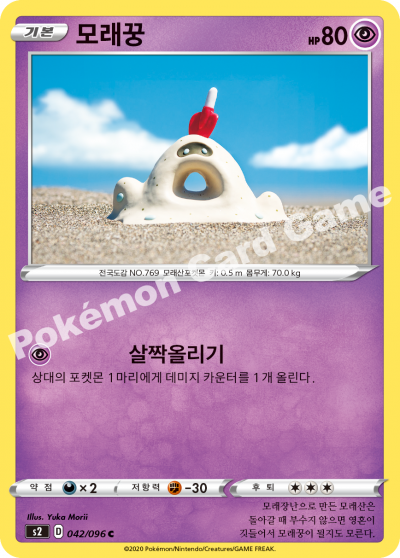 기본 모래꿍 HP 80
전국도감 NO.769 모래산포켓몬 키: 0.5 m 몸무게: 70.0 kg
Pokémon Card Game
살짝올리기
상대의 포켓몬 1마리에게 데미지 카운터를 1개 올린다.
약점 ×2 저항력 -30 후퇴
Illus. Yuka Morii
s2 D 042/096 C
모래장난으로 만든 모래산은
돌아갈 때 부수지 않으면 영혼이
깃들어서 모래꿍이 될지도 모른다.
©2020 Pokémon/Nintendo/Creatures/GAME FREAK.